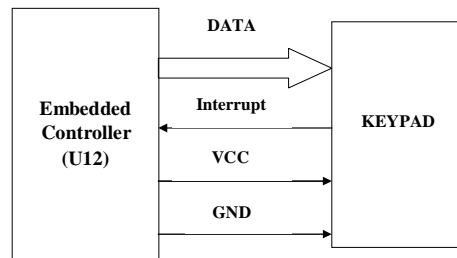 DATA
Embedded
Controller
(U12)
Interrupt
KEYPAD
VCC
GND